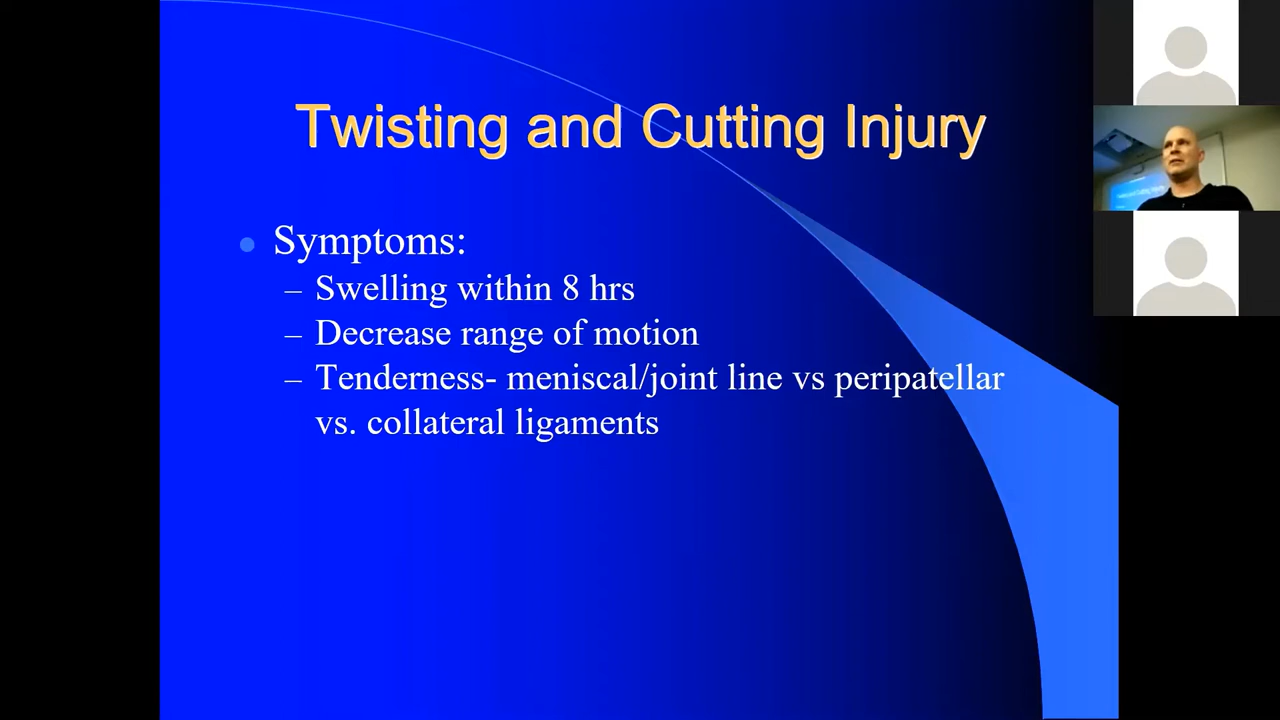 Twisting and Cutting Injury
Symptoms:
– Swelling within 8 hrs
– Decrease range of motion
– Tenderness- meniscal/joint line vs peripatellar
vs. collateral ligaments